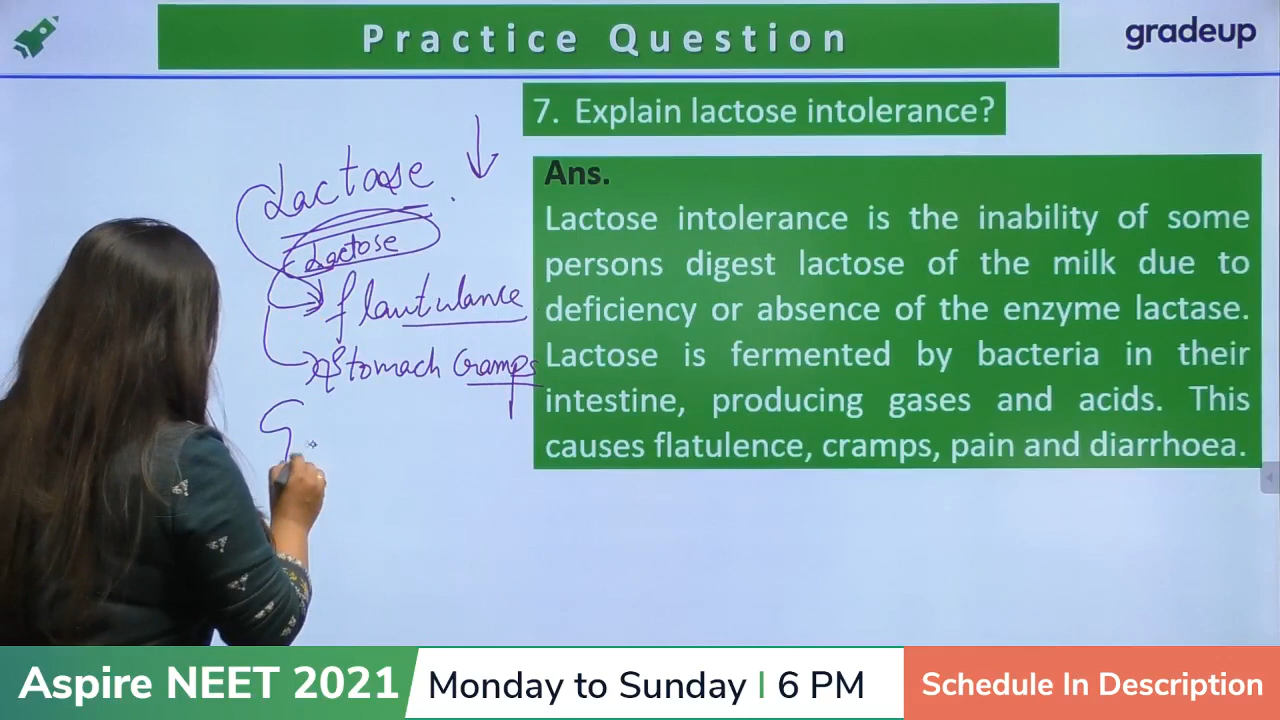 Practice Question
gradeup
7. Explain lactose intolerance?
Ans.
Lactose intolerance is the inability of some
persons digest lactose of the milk due to
deficiency or absence of the enzyme lactase.
Lactose is fermented by bacteria in their
intestine, producing gases and acids. This
causes flatulence, cramps, pain and diarrhoea.
Lactose
flautulance
Stomach Cramps
Aspire NEET 2021
Monday to Sunday | 6 PM
Schedule In Description